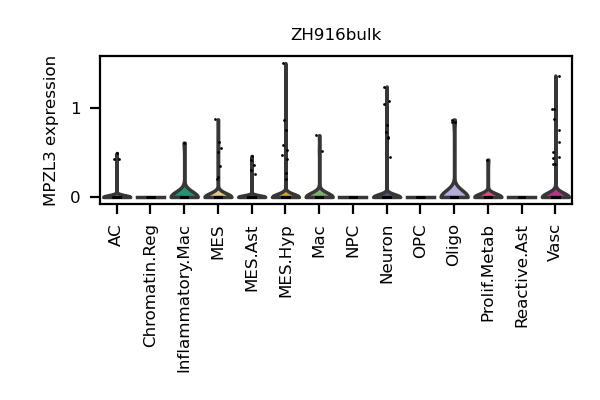 ZH916bulk
MPZL3 expression
1
0
AC
Chromatin.Reg
Inflammatory.Mac
MES
MES.Ast
MES.Hyp
Mac
NPC
Neuron
OPC
Oligo
Prolif.Metab
Reactive.Ast
Vasc